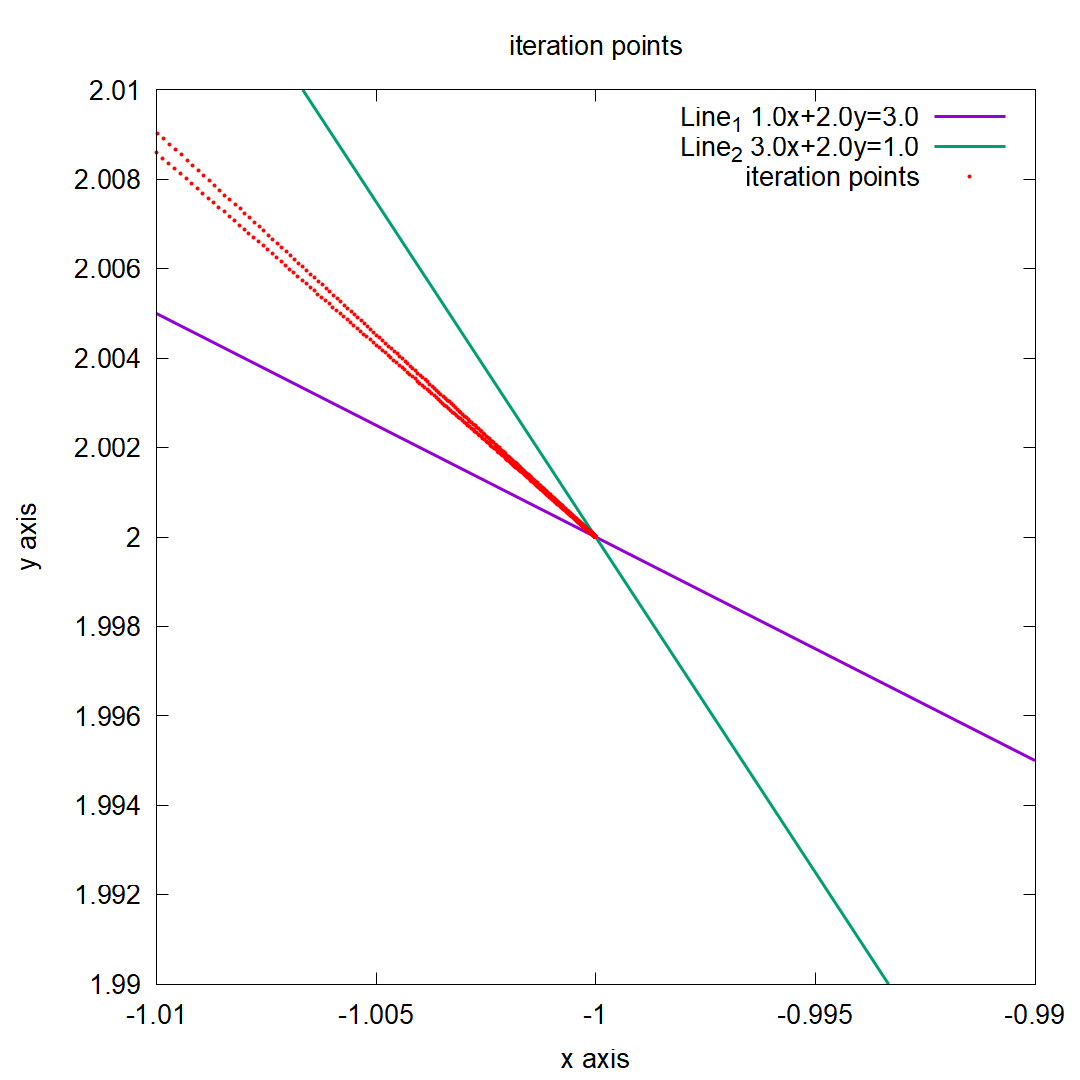 iteration points
Line₁ 1.0x+2.0y=3.0
Line₂ 3.0x+2.0y=1.0
iteration points
2.01
2.008
2.006
2.004
2.002
2
1.998
1.996
1.994
1.992
1.99
y axis
-1.01 -1.005 -1 -0.995 -0.99
x axis